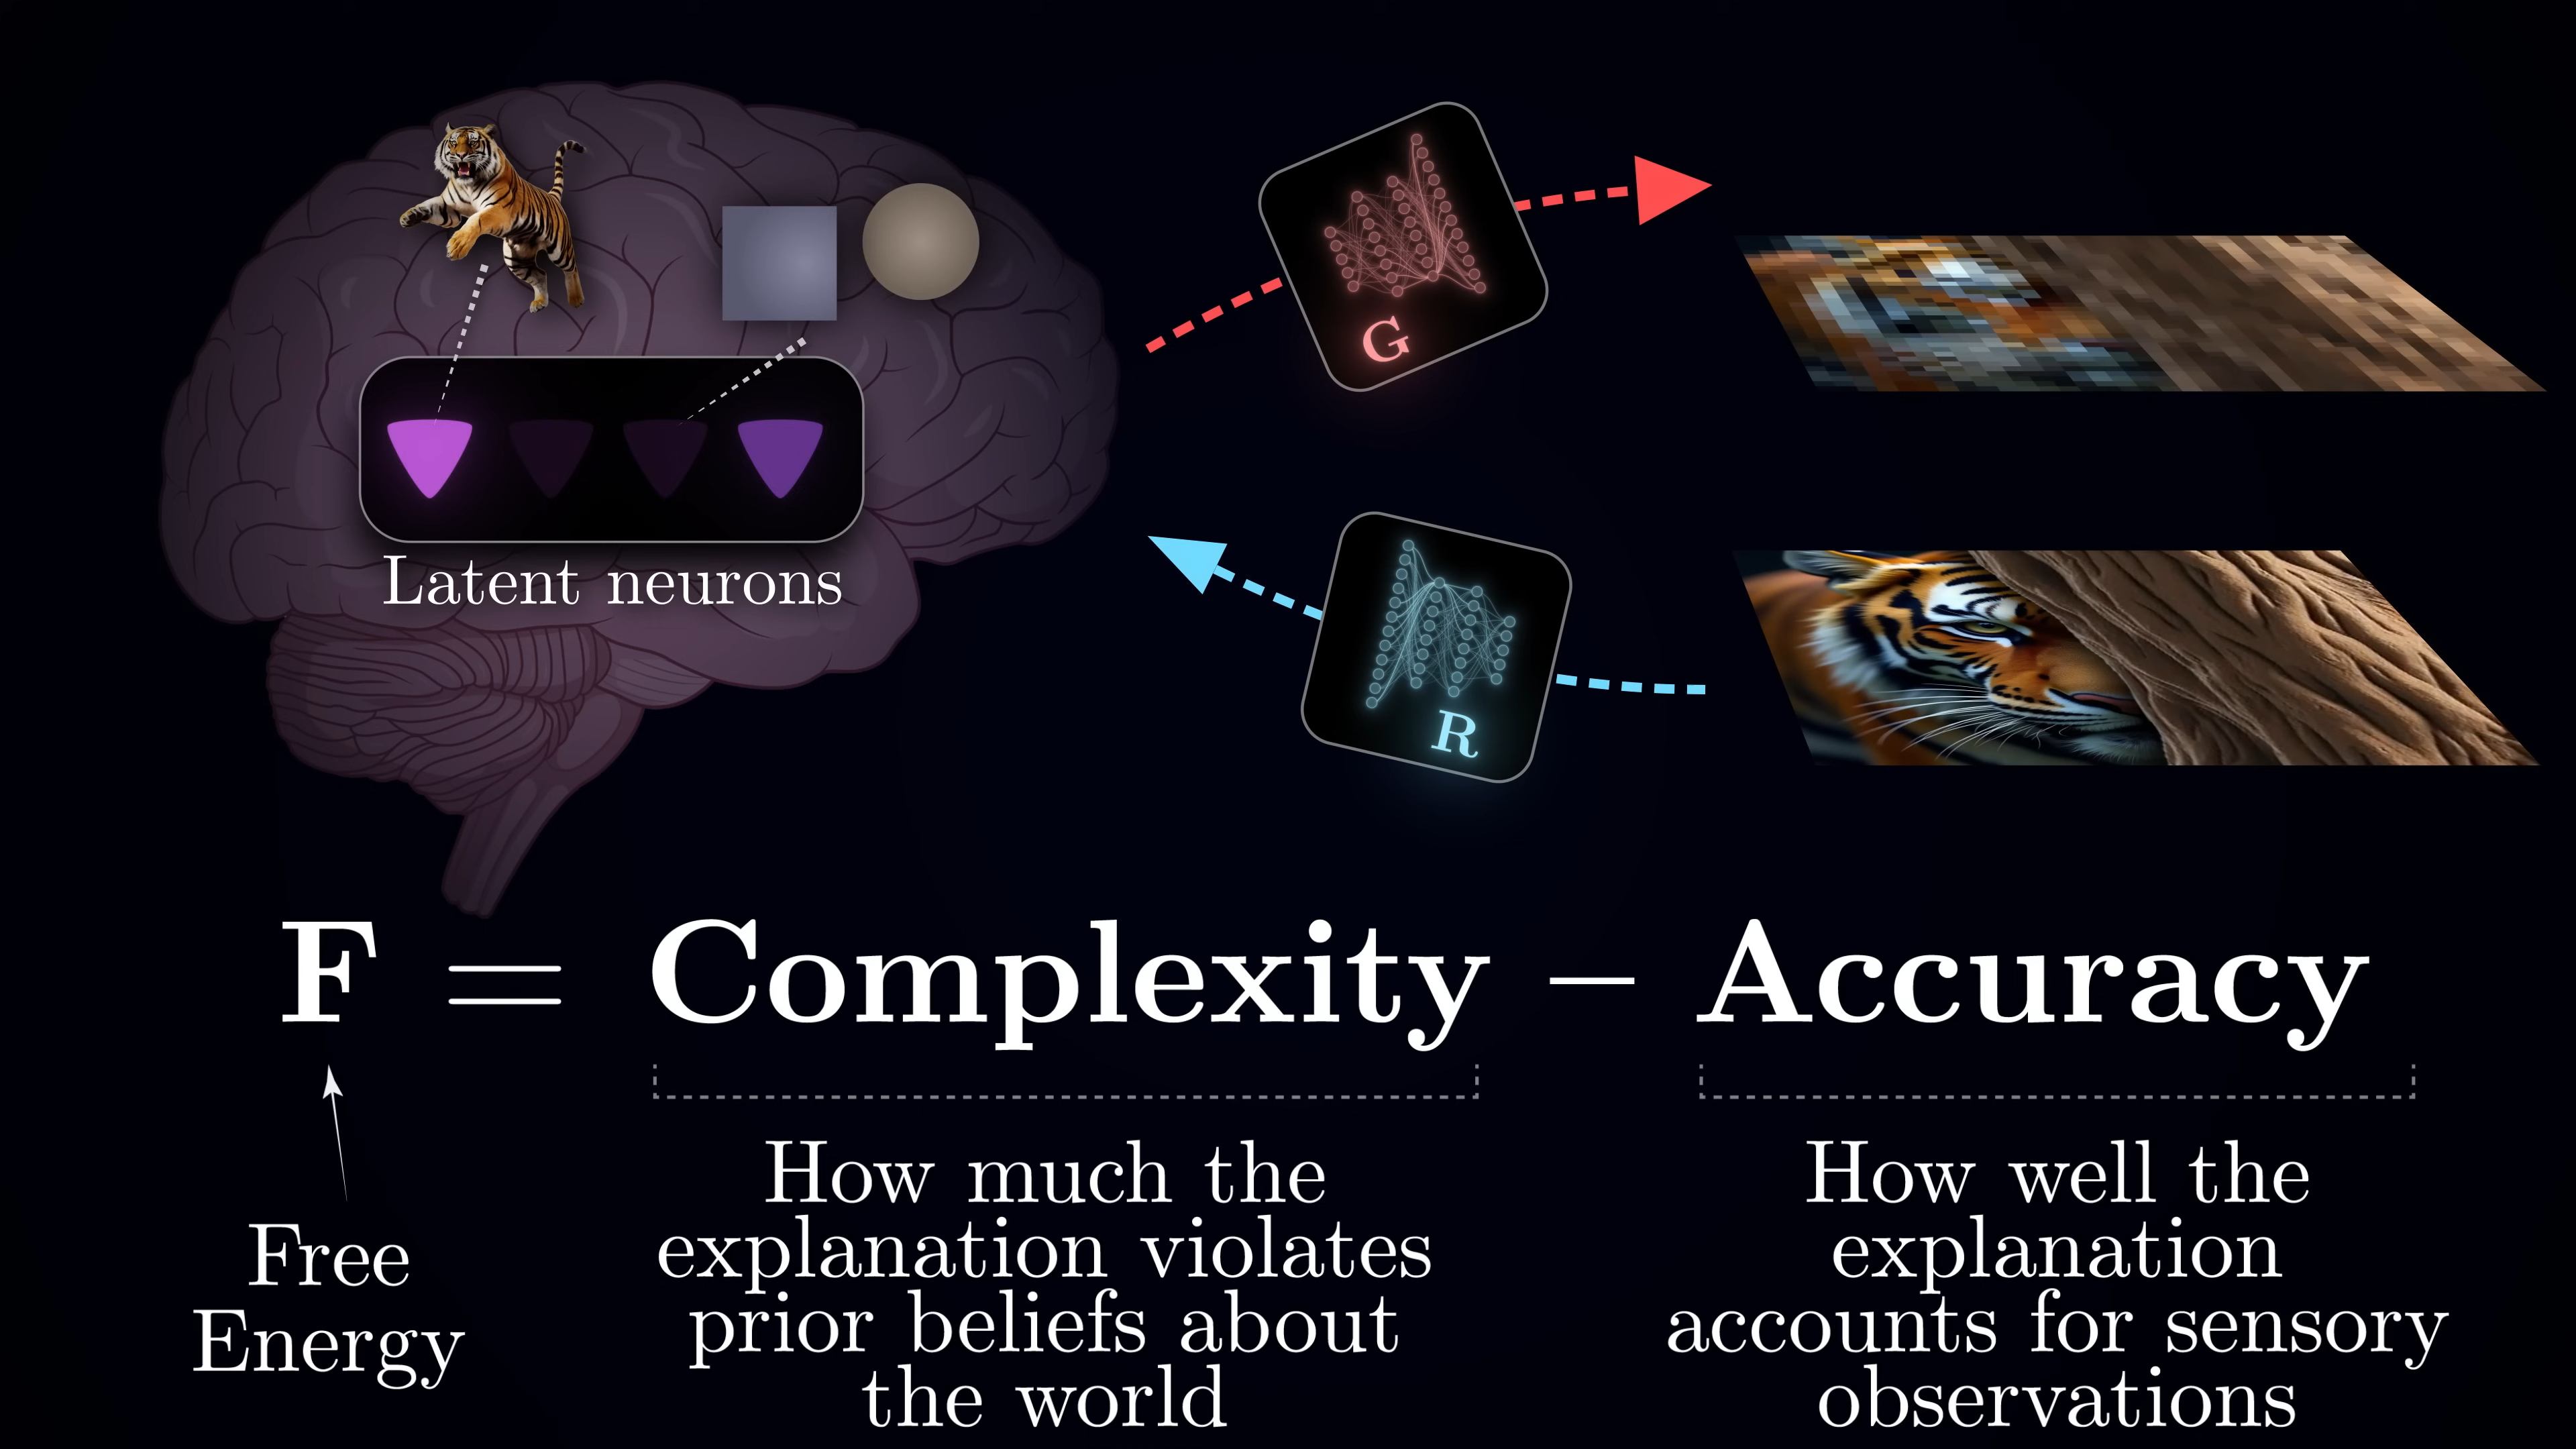 G
Latent neurons
R
F = Complexity − Accuracy
Free
Energy
How much the
explanation violates
prior beliefs about
the world
How well the
explanation
accounts for sensory
observations